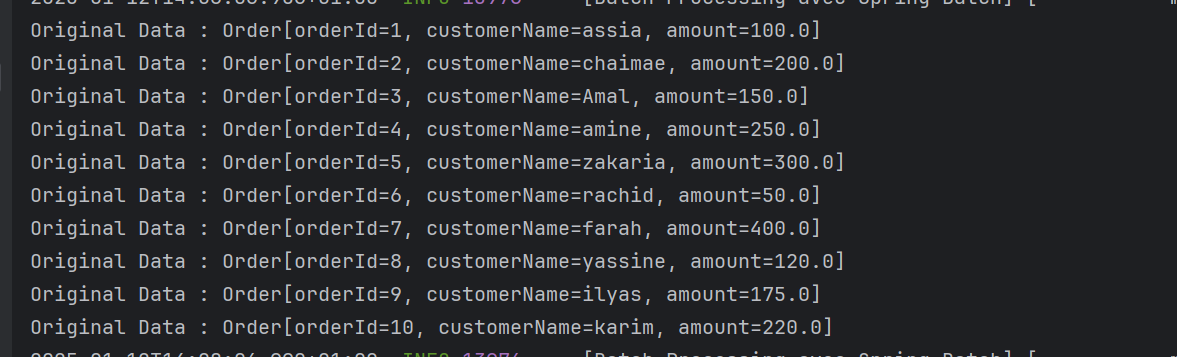 Original Data : Order[orderId=1, customerName=assia, amount=100.0]
Original Data : Order[orderId=2, customerName=chaimae, amount=200.0]
Original Data : Order[orderId=3, customerName=Amal, amount=150.0]
Original Data : Order[orderId=4, customerName=amine, amount=250.0]
Original Data : Order[orderId=5, customerName=zakaria, amount=300.0]
Original Data : Order[orderId=6, customerName=rachid, amount=50.0]
Original Data : Order[orderId=7, customerName=farah, amount=400.0]
Original Data : Order[orderId=8, customerName=yassine, amount=120.0]
Original Data : Order[orderId=9, customerName=ilyas, amount=175.0]
Original Data : Order[orderId=10, customerName=karim, amount=220.0]